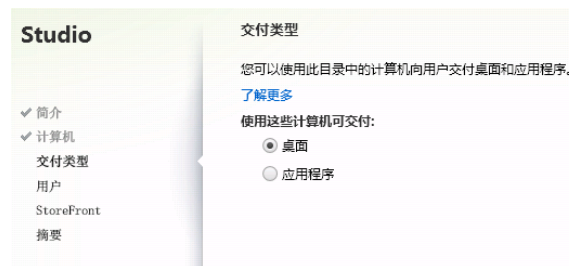 Studio
✔ 简介
✔ 计算机
交付类型
用户
StoreFront
摘要
交付类型
您可以使用此目录中的计算机向用户交付桌面和应用程序。
了解更多
使用这些计算机可交付:
桌面
应用程序